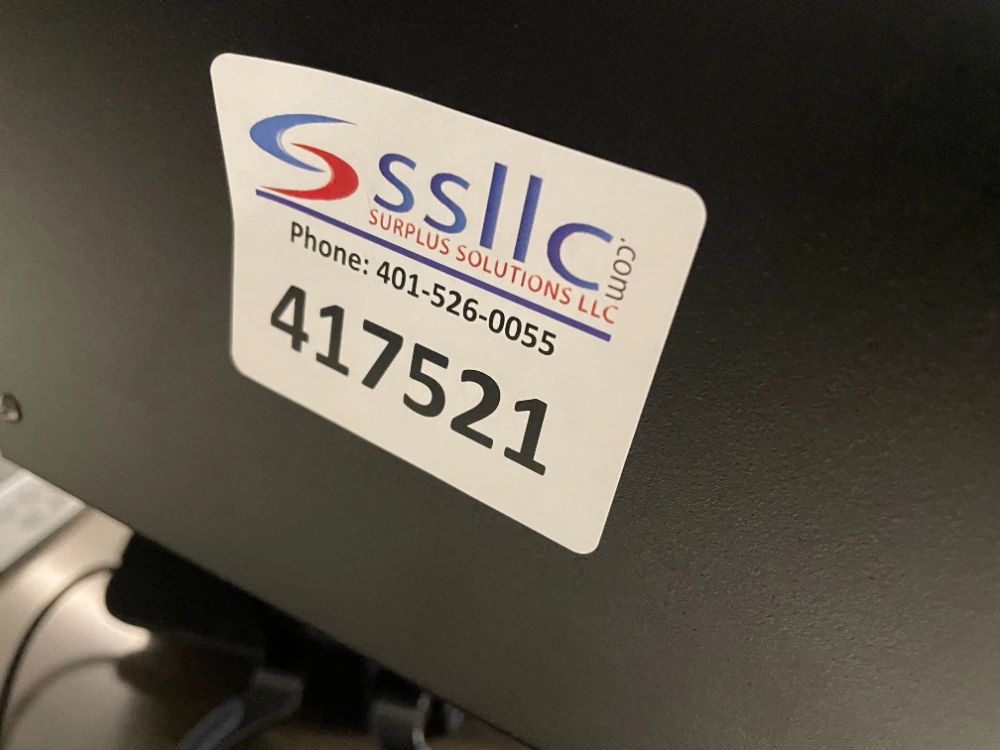 ssllc.com
SURPLUS SOLUTIONS LLC
Phone: 401-526-0055
417521